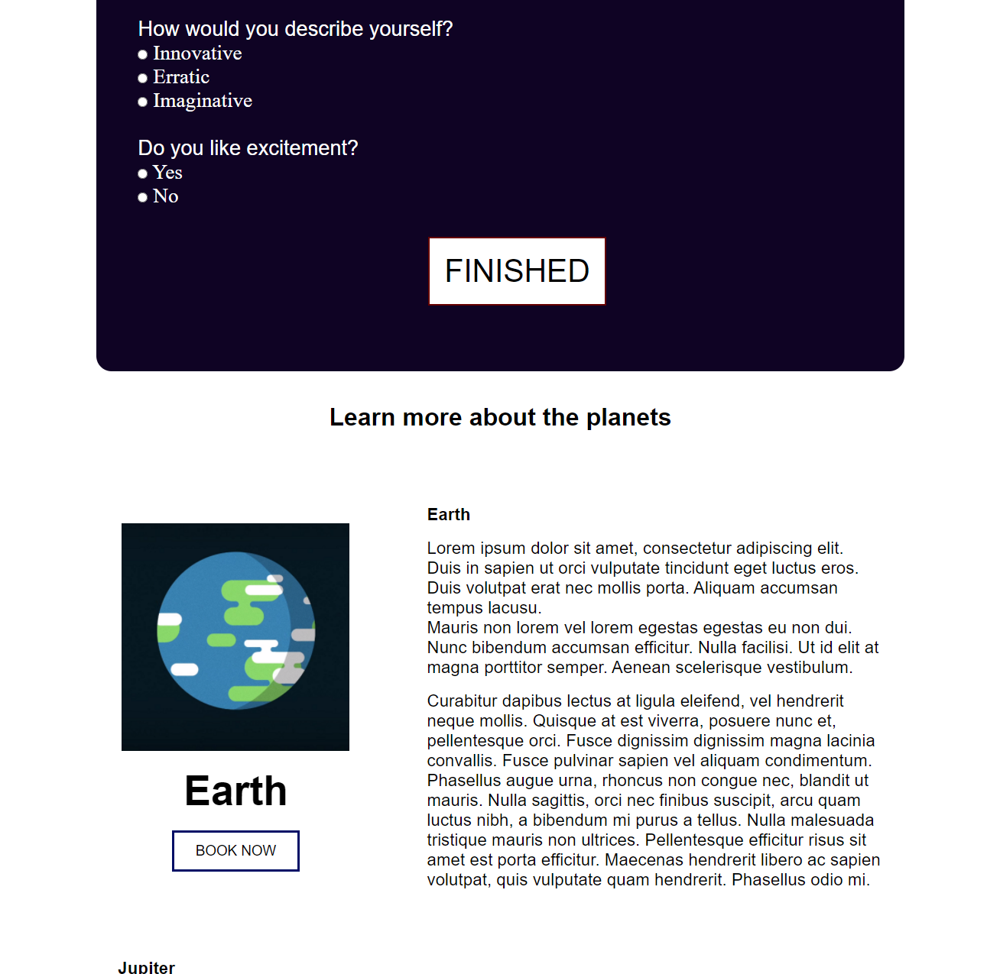 How would you describe yourself?
Innovative
Erratic
Imaginative
Do you like excitement?
Yes
No
FINISHED
Learn more about the planets
Earth
BOOK NOW
Earth
Lorem ipsum dolor sit amet, consectetur adipiscing elit.
Duis in sapien ut orci vulputate tincidunt eget luctus eros.
Duis volutpat erat nec mollis porta. Aliquam accumsan
tempus lacusu.
Mauris non lorem vel lorem egestas egestas eu non dui.
Nunc bibendum accumsan efficitur. Nulla facilisi. Ut id elit at
magna porttitor semper. Aenean scelerisque vestibulum.
Curabitur dapibus lectus at ligula eleifend, vel hendrerit
neque mollis. Quisque at est viverra, posuere nunc et,
pellentesque orci. Fusce dignissim dignissim magna lacinia
convallis. Fusce pulvinar sapien vel aliquam condimentum.
Phasellus augue urna, rhoncus non congue nec, blandit ut
mauris. Nulla sagittis, orci nec finibus suscipit, arcu quam
luctus nibh, a bibendum mi purus a tellus. Nulla malesuada
tristique mauris non ultrices. Pellentesque efficitur risus sit
amet est porta efficitur. Maecenas hendrerit libero ac sapien
volutpat, quis vulputate quam hendrerit. Phasellus odio mi.
Jupiter